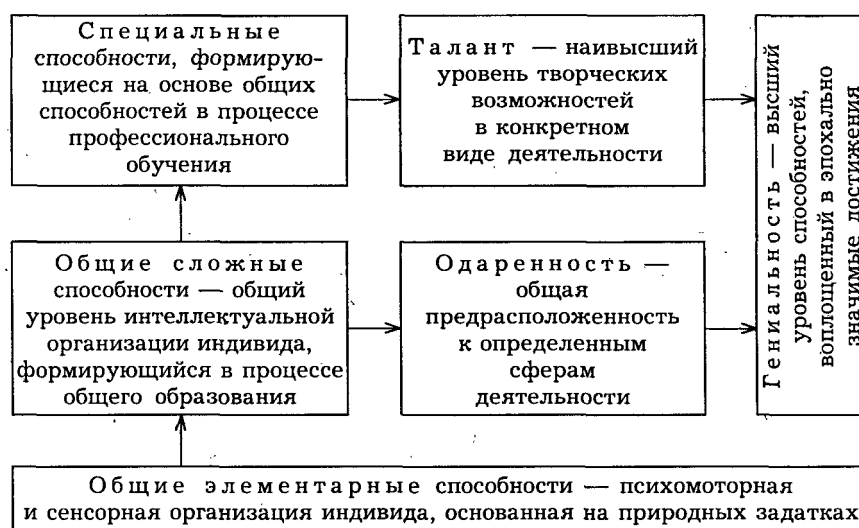 Специальные
способности, формирую-
щиеся на основе общих
способностей в процессе
профессионального
обучения
Талант — наивысший
уровень творческих
возможностей
в конкретном
виде деятельности
Гениальность — высший
уровень способностей,
воплощенный в эпохально
значимые достижения
Общие сложные
способности — общий
уровень интеллектуальной
организации индивида,
формирующийся в процессе
общего образования
Одаренность —
общая
предрасположенность
к определенным
сферам
деятельности
Общие элементарные способности — психомоторная
и сенсорная организация индивида, основанная на природных задатках